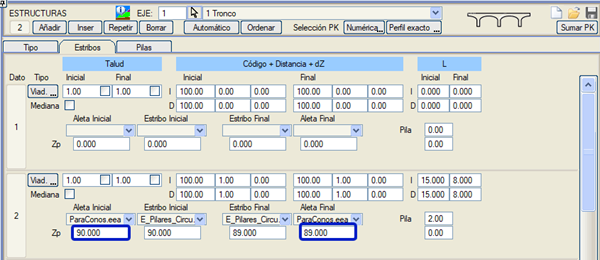 ESTRUCTURAS EJE: 1 1 Tronco
2 Añadir Inser Repetir Borrar Automático Ordenar Selección PK Numérica... Perfil exacto ... Sumar PK
Tipo Estribos Pilas
Talud Código + Distancia + dZ L
Dato Tipo Inicial Final Inicial Final Inicial Final
Viad. ... 1.00 1.00 I 100.00 0.00 0.00 100.00 0.00 0.00 I 0.000 0.000
Mediana D 100.00 0.00 0.00 100.00 0.00 0.00 D 0.000 0.000
1 Aleta Inicial Estribo Inicial Estribo Final Aleta Final
Pila 0.00
Zp 0.000 0.000 0.000 0.000 0.00
Viad. ... 1.00 1.00 I 100.00 1.00 0.00 100.00 1.00 0.00 I 15.000 8.000
Mediana D 100.00 1.00 0.00 100.00 1.00 0.00 D 15.000 8.000
2 Aleta Inicial Estribo Inicial Estribo Final Aleta Final
ParaConos.eea E_Pilares_Circu. E_Pilares_Circu. ParaConos.eea Pila 2.00
Zp 90.000 90.000 89.000 89.000 0.00